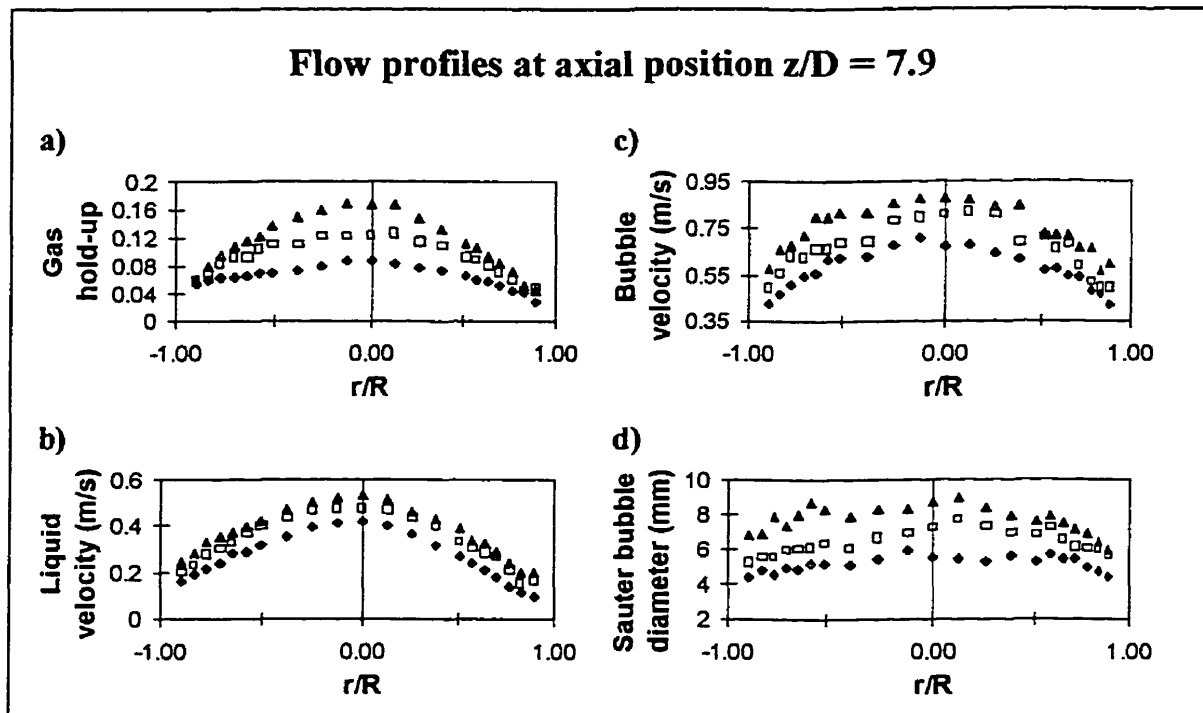 Flow profiles at axial position z/D = 7.9
a)
Gas
hold-up
0.2
0.16
0.12
0.08
0.04
0
-1.00
0.00
1.00
r/R
c)
Bubble
velocity (m/s)
0.95
0.75
0.55
0.35
-1.00
0.00
1.00
r/R
b)
Liquid
velocity (m/s)
0.6
0.4
0.2
0
-1.00
0.00
1.00
r/R
d)
Sauter bubble
diameter (mm)
10
8
6
4
2
-1.00
0.00
1.00
r/R